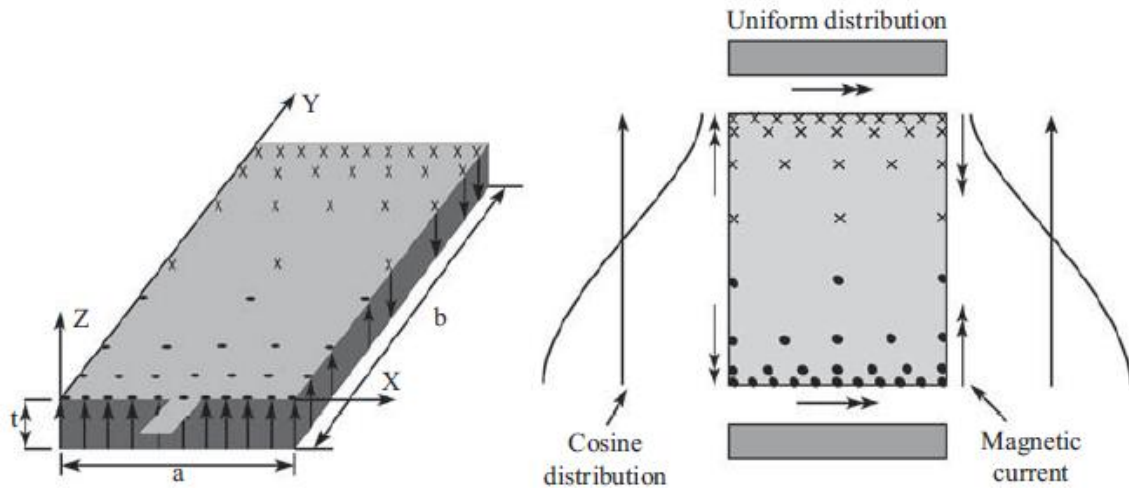 Y
Z
X
t
a
b
Uniform distribution
Cosine
distribution
Magnetic
current